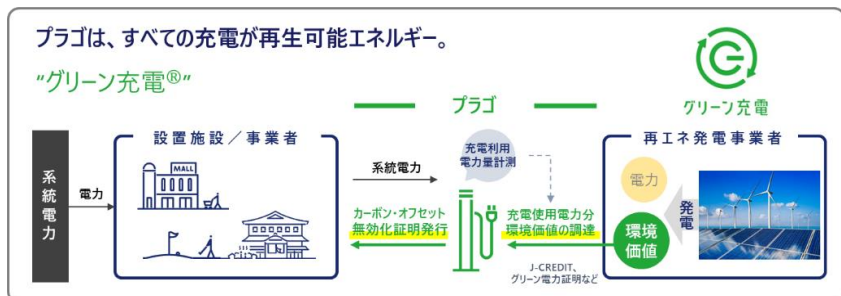 プラゴは、すべての充電が再生可能エネルギー。
“グリーン充電®”
グリーン充電
プラゴ
系統電力
電力
設置施設／事業者
MALL
系統電力
充電利用
電力量計測
カーボン・オフセット
無効化証明発行
充電使用電力分
環境価値の調達
J-CREDIT、
グリーン電力証明など
再エネ発電事業者
電力
環境
価値
発電